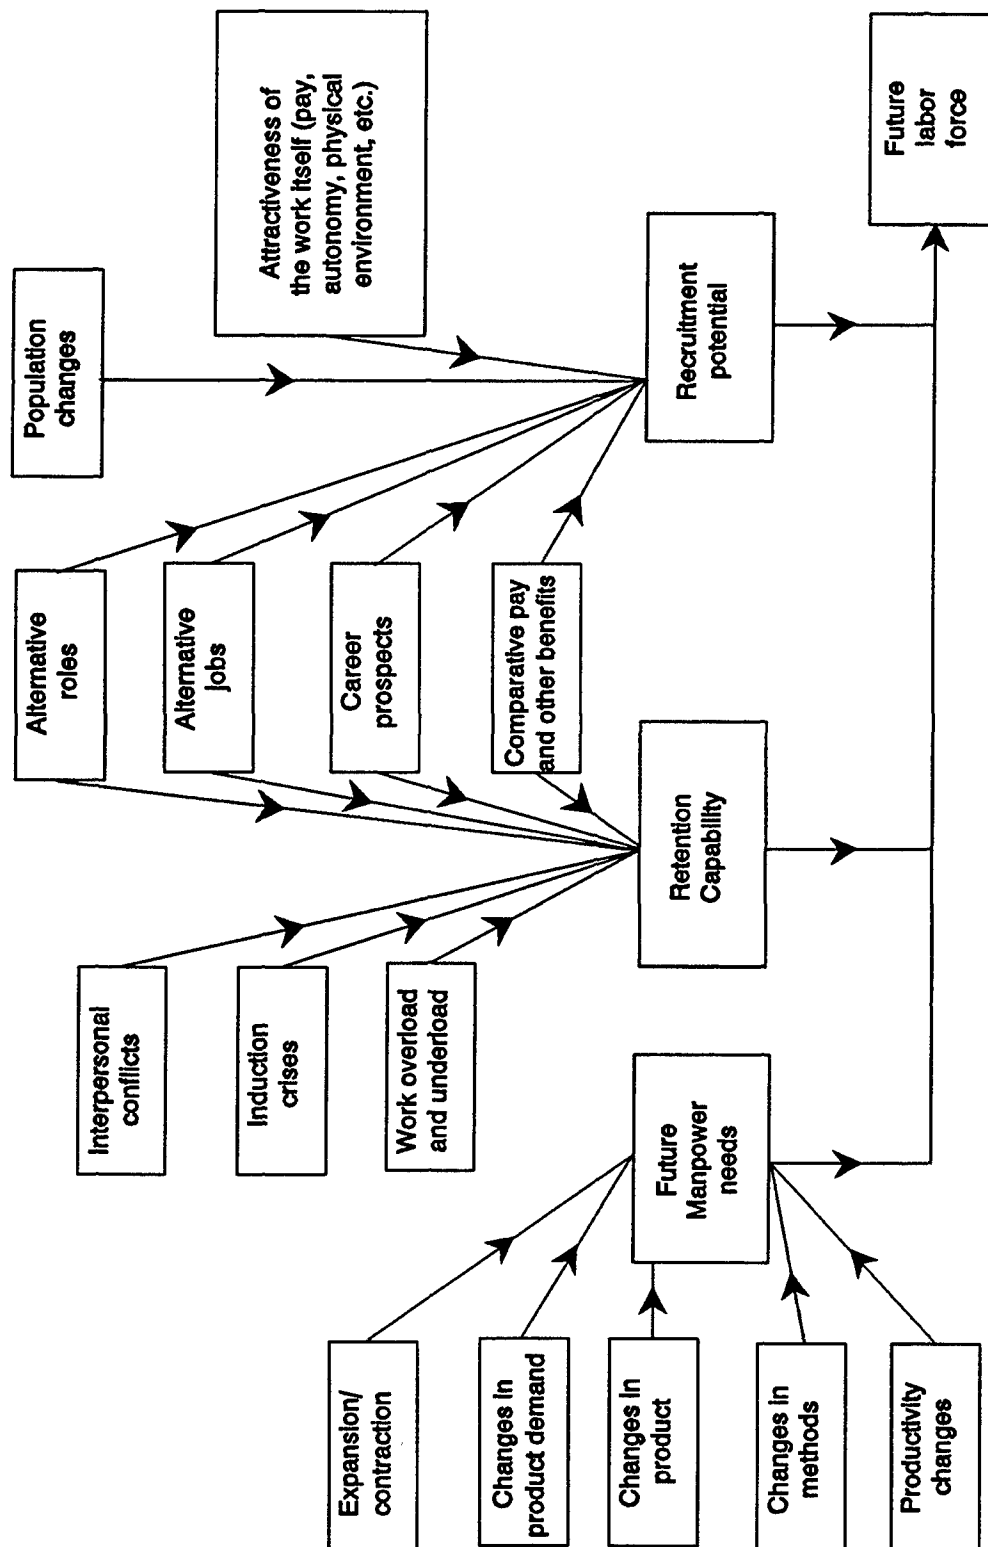 Expansion/
contraction
Changes in
product demand
Changes in
product
Changes in
methods
Productivity
changes
Interpersonal
conflicts
Induction
crises
Work overload
and underload
Future
Manpower
needs
Alternative
roles
Alternative
jobs
Career
prospects
Comparative pay
and other benefits
Retention
Capability
Population
changes
Attractiveness of
the work itself (pay,
autonomy, physical
environment, etc.)
Recruitment
potential
Future
labor
force